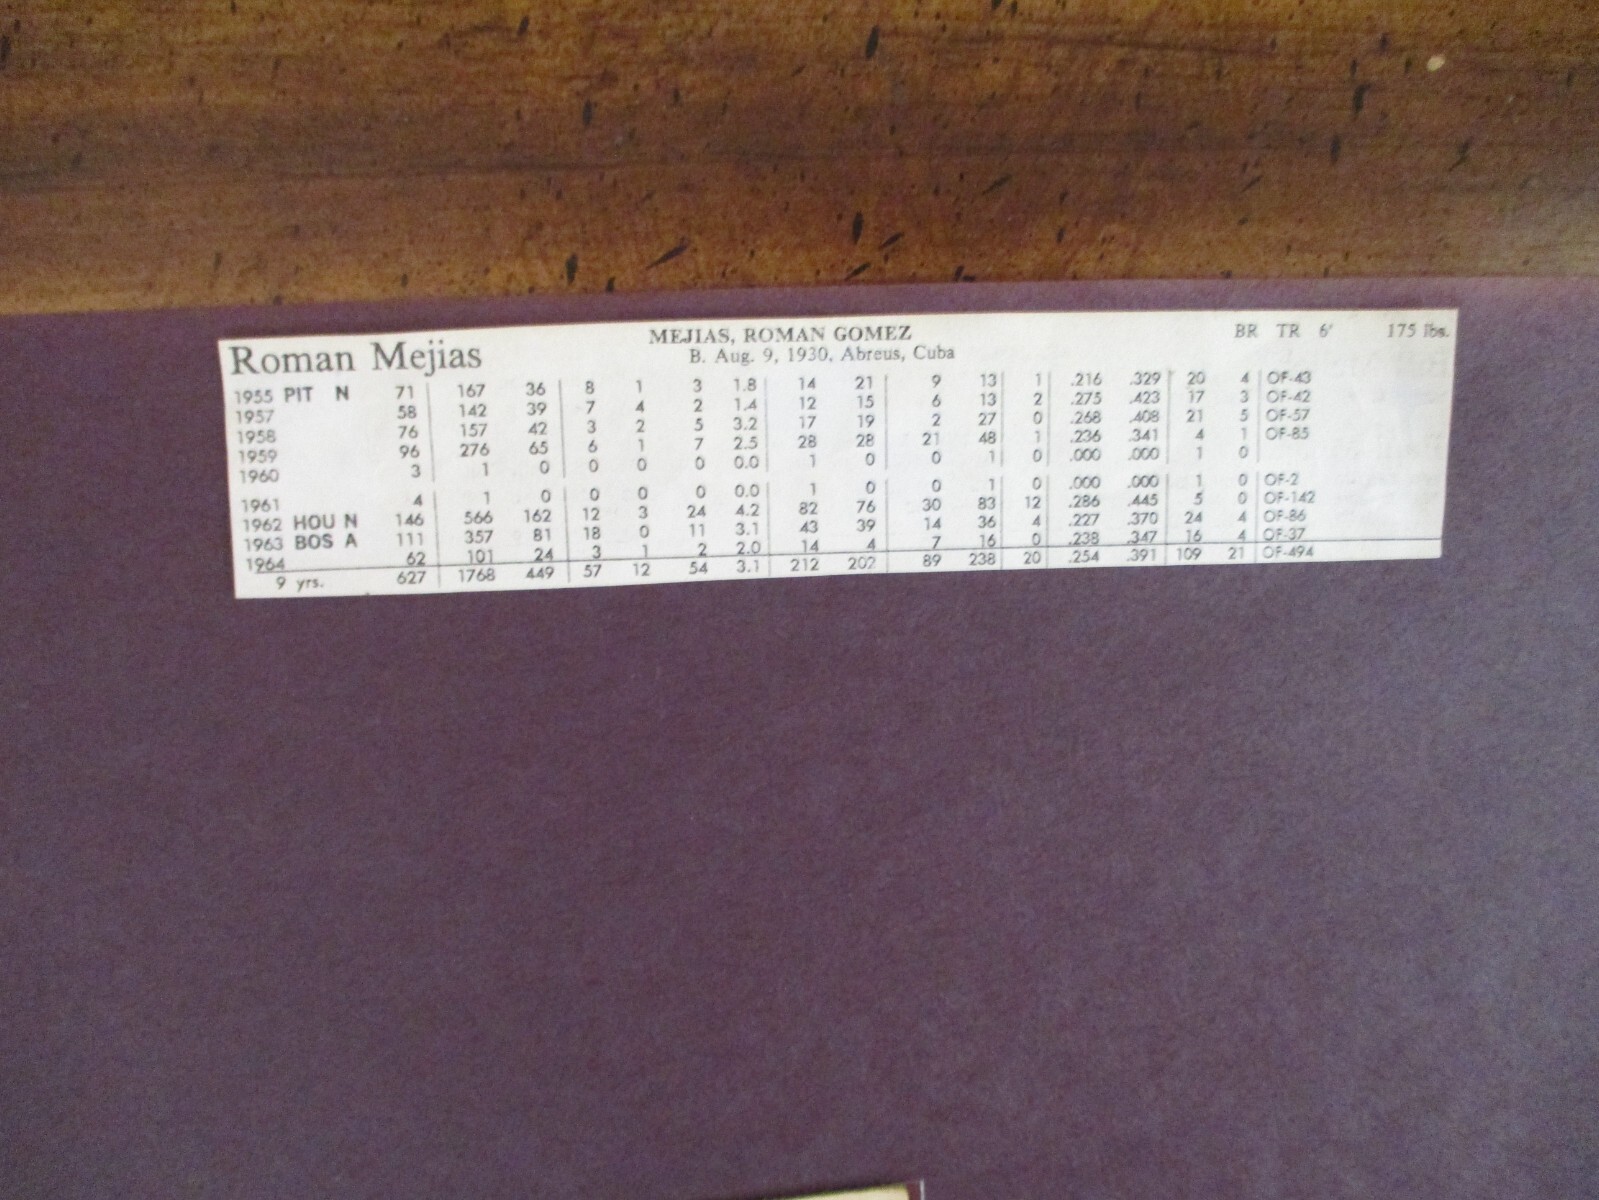 Roman Mejias MEJIAS, ROMAN GOMEZ BR TR 6' 175 lbs.
B. Aug. 9, 1930, Abreus, Cuba
1955 PIT N 71 167 36 8 1 3 1.8 14 21 9 13 1 .216 .329 20 4 OF-43
1957 58 142 39 7 4 2 1.4 12 15 6 13 2 .275 .423 17 3 OF-42
1958 76 157 42 3 2 5 3.2 17 19 2 27 0 .268 .408 21 5 OF-57
1959 96 276 65 6 1 7 2.5 28 28 21 48 1 .236 .341 4 1 OF-85
1960 3 1 0 0 0 0 0.0 1 0 0 1 0 .000 .000 1 0
1961 4 1 0 0 0 0 0.0 1 0 0 1 0 .000 .000 1 0 OF-2
1962 HOU N 146 566 162 12 3 24 4.2 82 76 30 83 12 .286 .445 5 0 OF-142
1963 BOS A 111 357 81 18 0 11 3.1 43 39 14 36 4 .227 .370 24 4 OF-86
1964 62 101 24 3 1 2 2.0 14 4 7 16 0 .238 .347 16 4 OF-37
9 yrs. 627 1768 449 57 12 54 3.1 212 202 89 238 20 .254 .391 109 21 OF-494